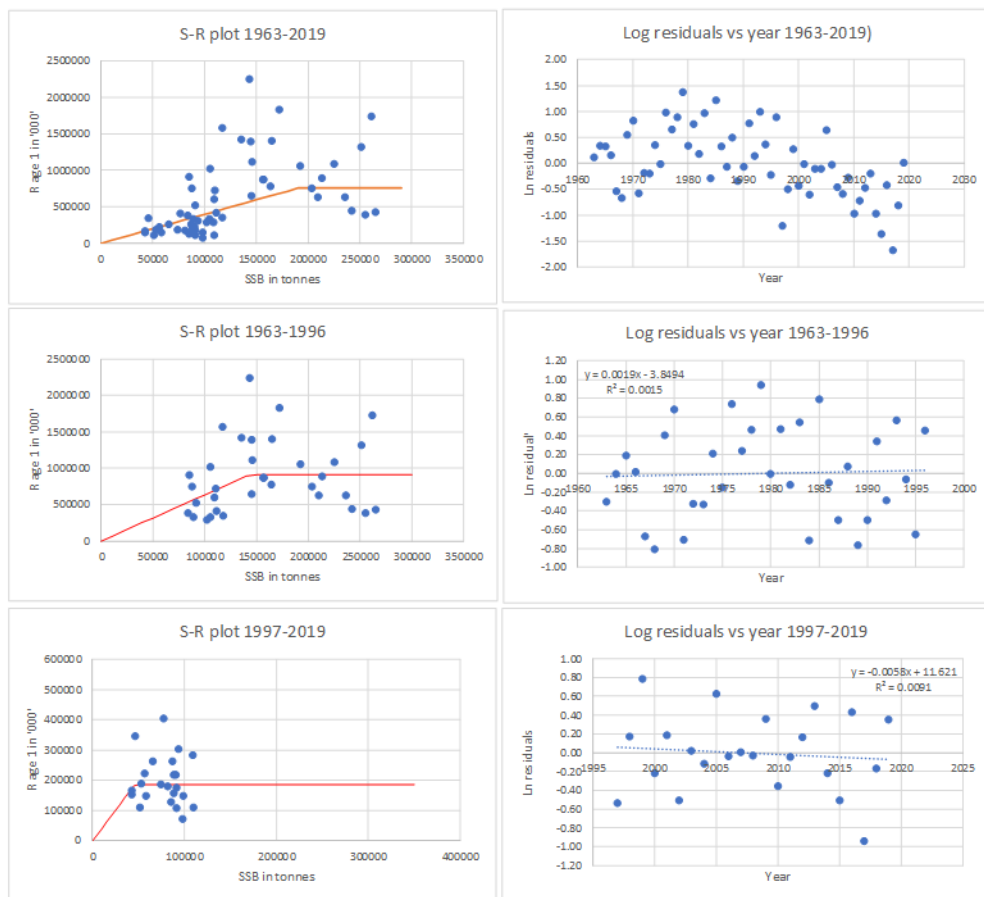 S-R plot 1963-2019
2500000
2000000
1500000
1000000
500000
0
R age 1 in '000'
0 50000 100000 150000 200000 250000 300000 350000
SSB in tonnes
Log residuals vs year 1963-2019)
2.00
1.50
1.00
0.50
0.00
-0.50
-1.00
-1.50
-2.00
Ln residuals
1960 1970 1980 1990 2000 2010 2020 2030
Year
S-R plot 1963-1996
2500000
2000000
1500000
1000000
500000
0
R age 1 in '000'
0 50000 100000 150000 200000 250000 300000 350000
SSB in tonnes
Log residuals vs year 1963-1996
1.20
1.00
0.80
0.60
0.40
0.20
0.00
-0.20
-0.40
-0.60
-0.80
-1.00
Ln residual'
y = 0.0019x - 3.8494
R² = 0.0015
1960 1965 1970 1975 1980 1985 1990 1995 2000
Year
S-R plot 1997-2019
600000
500000
400000
300000
200000
100000
0
R age 1 in '000'
0 100000 200000 300000 400000
SSB in tonnes
Log residuals vs year 1997-2019
1.00
0.80
0.60
0.40
0.20
0.00
-0.20
-0.40
-0.60
-0.80
-1.00
-1.20
Ln residuals
y = -0.0058x + 11.621
R² = 0.0091
1995 2000 2005 2010 2015 2020 2025
Year